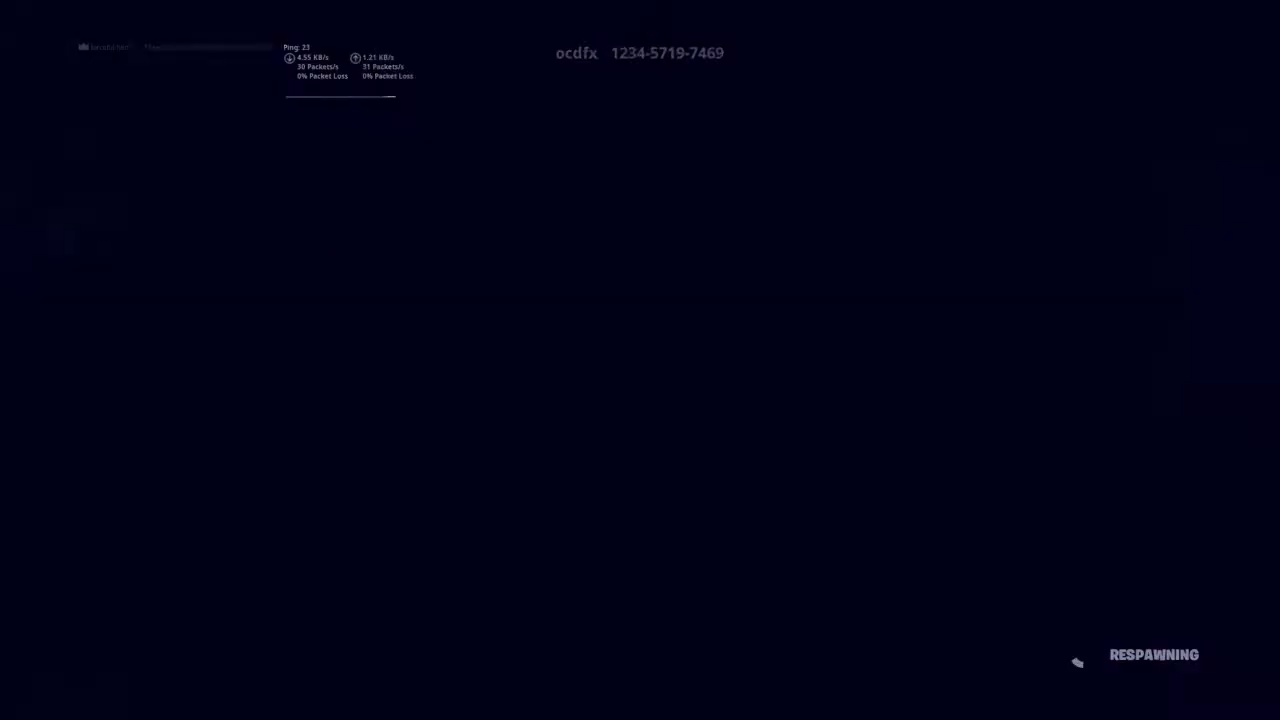 Ping: 23
4.55 KB/s 1.21 KB/s
30 Packets/s 31 Packets/s
0% Packet Loss 0% Packet Loss
ocdfx 1234-5719-7469
RESPAWNING